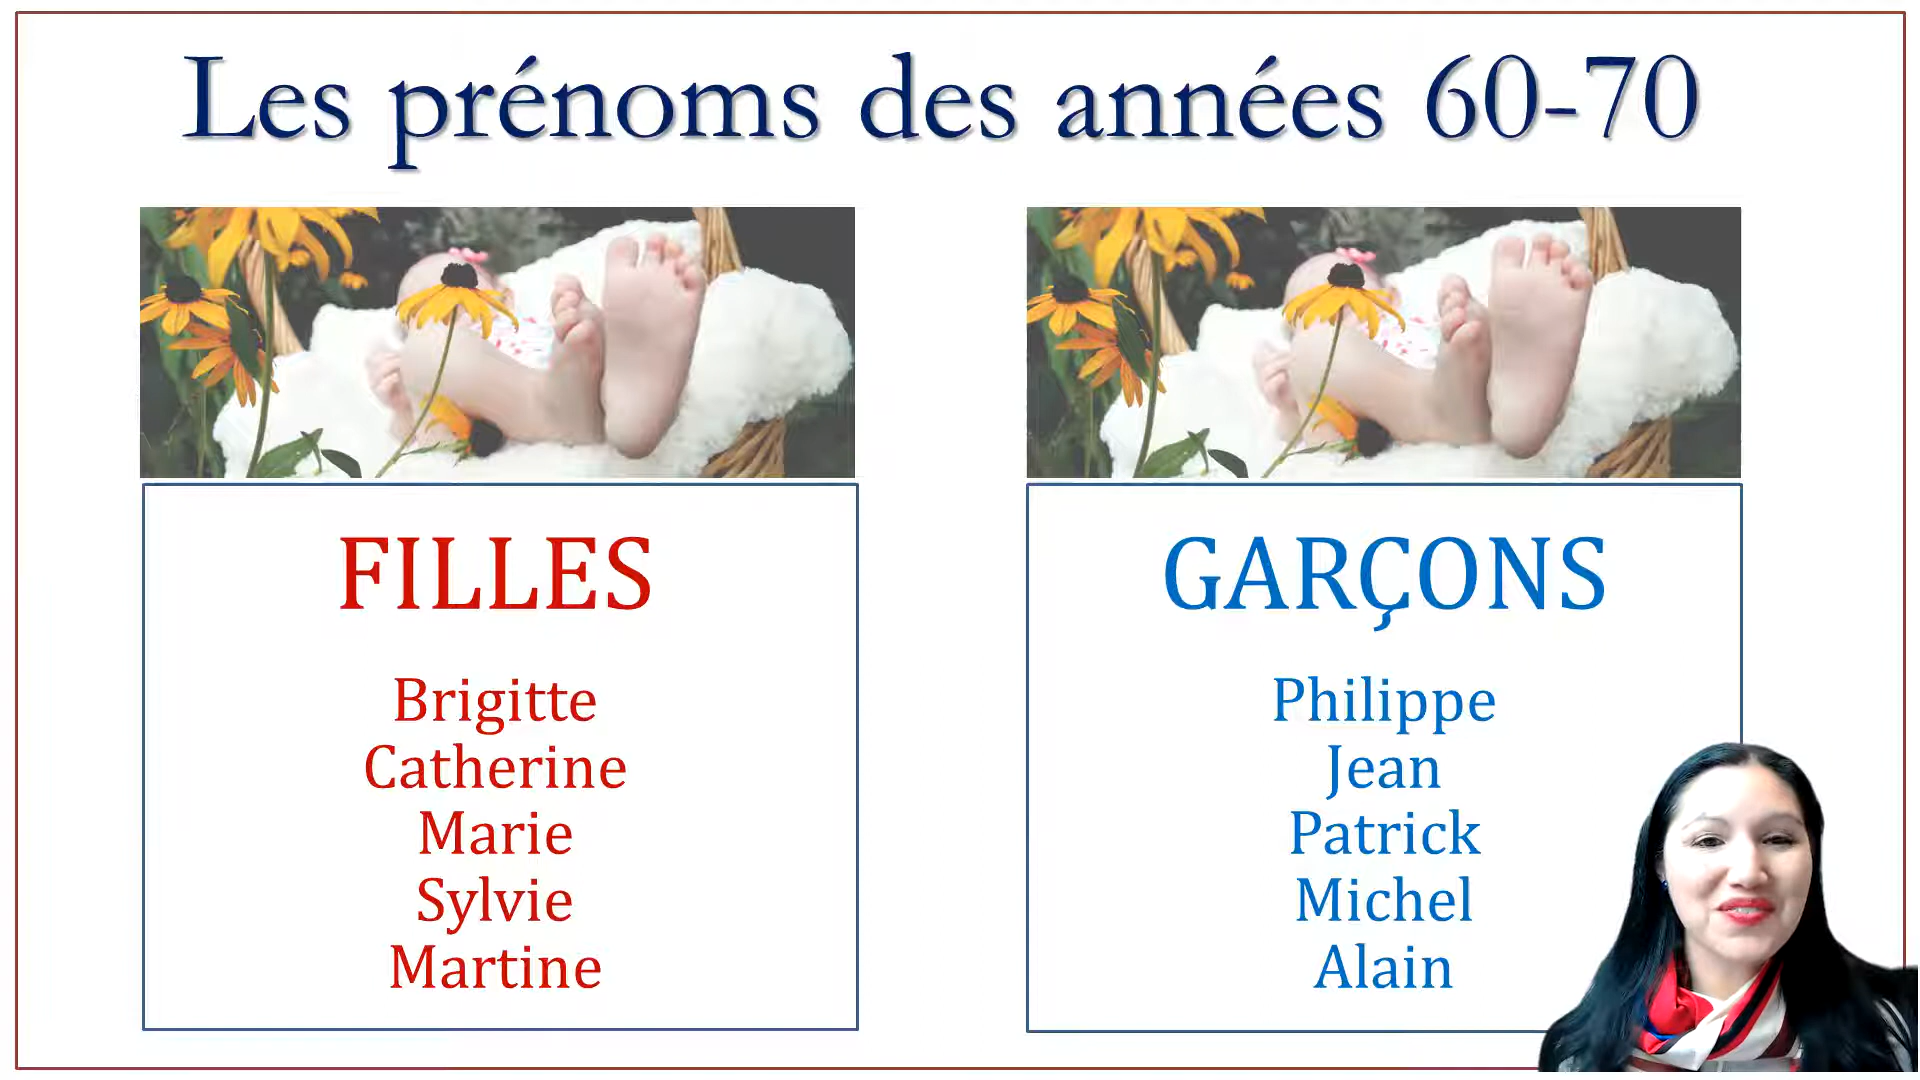 Les prénoms des années 60-70
FILLES
Brigitte
Catherine
Marie
Sylvie
Martine
GARÇONS
Philippe
Jean
Patrick
Michel
Alain